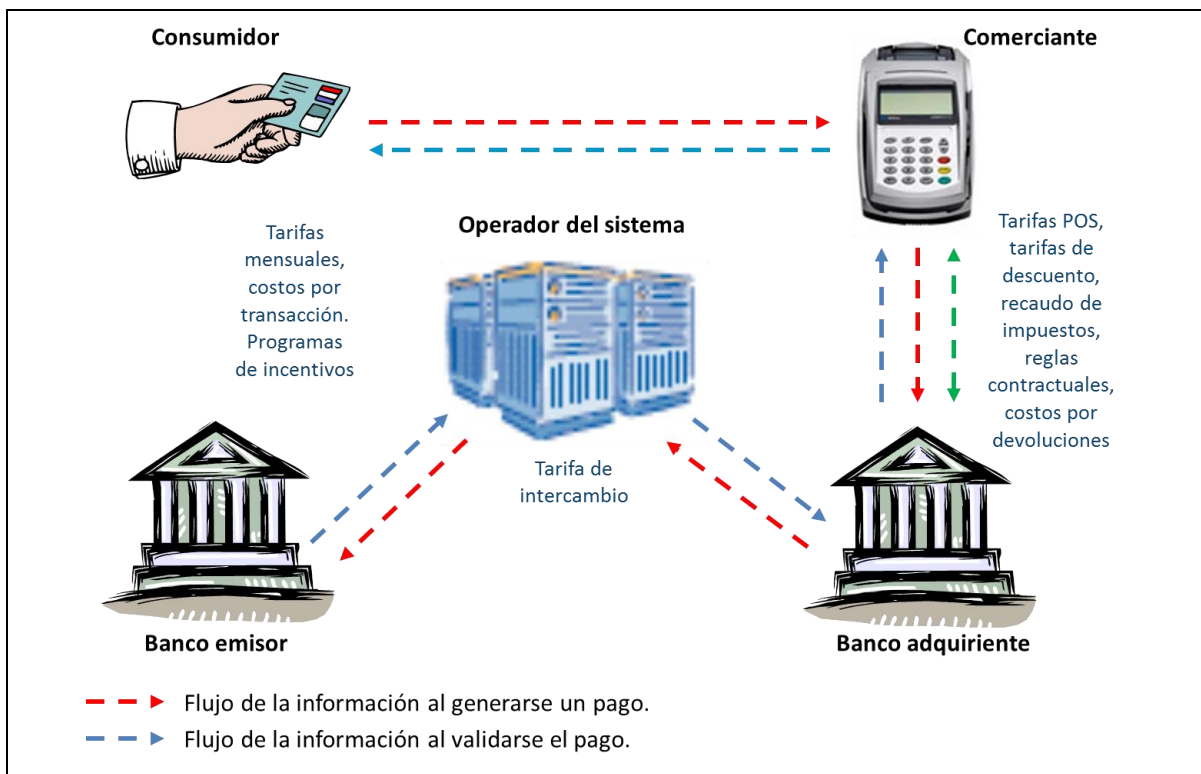 Consumidor
Comerciante
Operador del sistema
Tarifas
mensuales,
costos por
transacción.
Programas
de incentivos
Tarifas POS,
tarifas de
descuento,
recaudo de
impuestos,
reglas
contractuales,
costos por
devoluciones
Tarifa de
intercambio
Banco emisor
Banco adquiriente
Flujo de la información al generarse un pago.
Flujo de la información al validarse el pago.